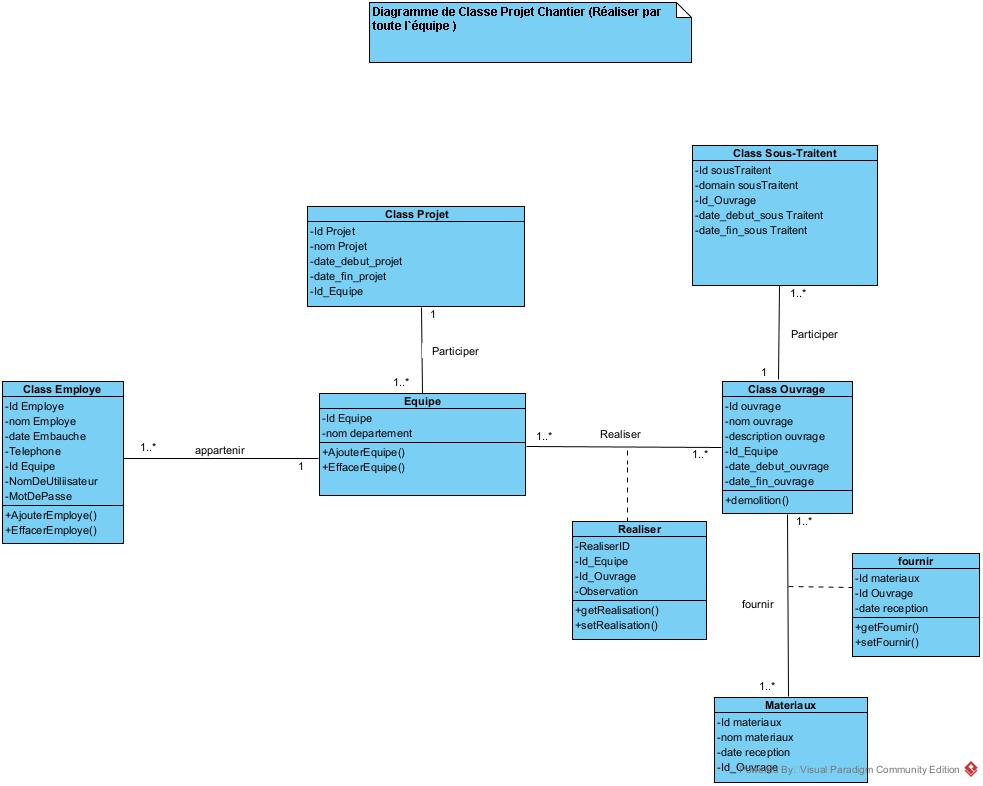 Diagramme de Classe Projet Chantier (Réaliser par
toute l`équipe )
Class Sous-Traitent
-Id sousTraitent
-domain sousTraitent
-Id_Ouvrage
-date_debut_sous Traitent
-date_fin_sous Traitent
1..*
Participer
1
Class Projet
-Id Projet
-nom Projet
-date_debut_projet
-date_fin_projet
-Id_Equipe
1
Participer
1..*
Class Employe
-Id Employe
-nom Employe
-date Embauche
-Telephone
-Id Equipe
-NomDeUtiliisateur
-MotDePasse
+AjouterEmploye()
+EffacerEmploye()
1..*
appartenir
1
Equipe
-Id Equipe
-nom departement
+AjouterEquipe()
+EffacerEquipe()
1..*
Realiser
1..*
Class Ouvrage
-Id ouvrage
-nom ouvrage
-description ouvrage
-Id_Equipe
-date_debut_ouvrage
-date_fin_ouvrage
+demolition()
1..*
Realiser
-RealiserID
-Id_Equipe
-Id_Ouvrage
-Observation
+getRealisation()
+setRealisation()
fournir
fournir
-Id materiaux
-Id Ouvrage
-date reception
+getFournir()
+setFournir()
1..*
Materiaux
-Id materiaux
-nom materiaux
-date reception
-Id_Ouvrage
Powered By: Visual Paradigm Community Edition